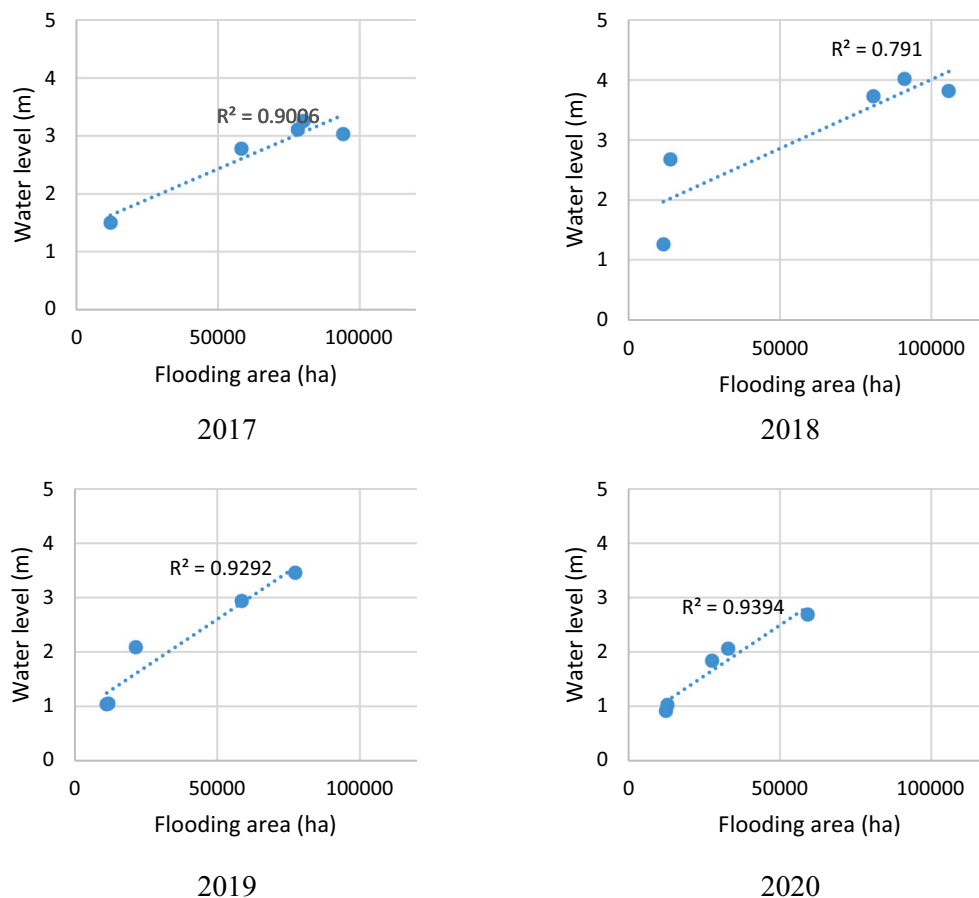 5
4
3
2
1
0
Water level (m)
R² = 0.9006
0 50000 100000
Flooding area (ha)
2017
5
4
3
2
1
0
Water level (m)
R² = 0.791
0 50000 100000
Flooding area (ha)
2018
5
4
3
2
1
0
Water level (m)
R² = 0.9292
0 50000 100000
Flooding area (ha)
2019
5
4
3
2
1
0
Water level (m)
R² = 0.9394
0 50000 100000
Flooding area (ha)
2020